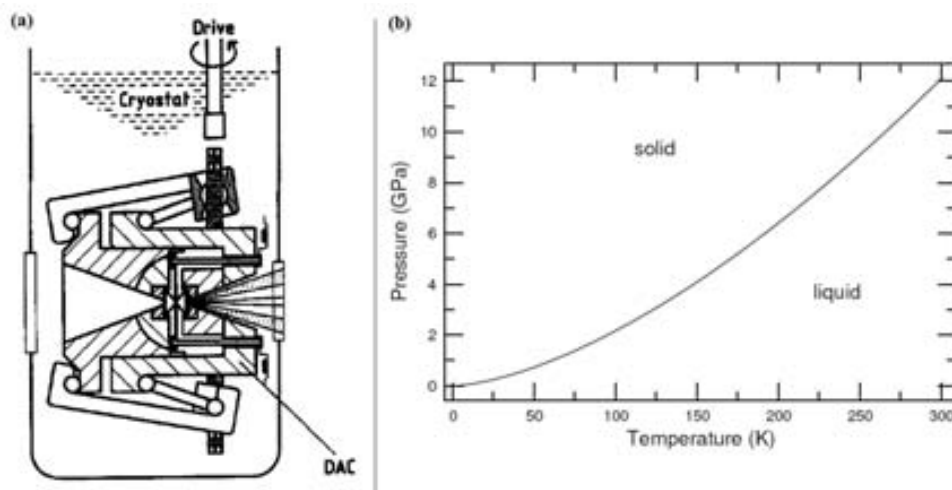 (a)
Drive
Cryostat
DAC
(b)
12
10
8
6
4
2
0
Pressure (GPa)
solid
liquid
0 50 100 150 200 250 300
Temperature (K)